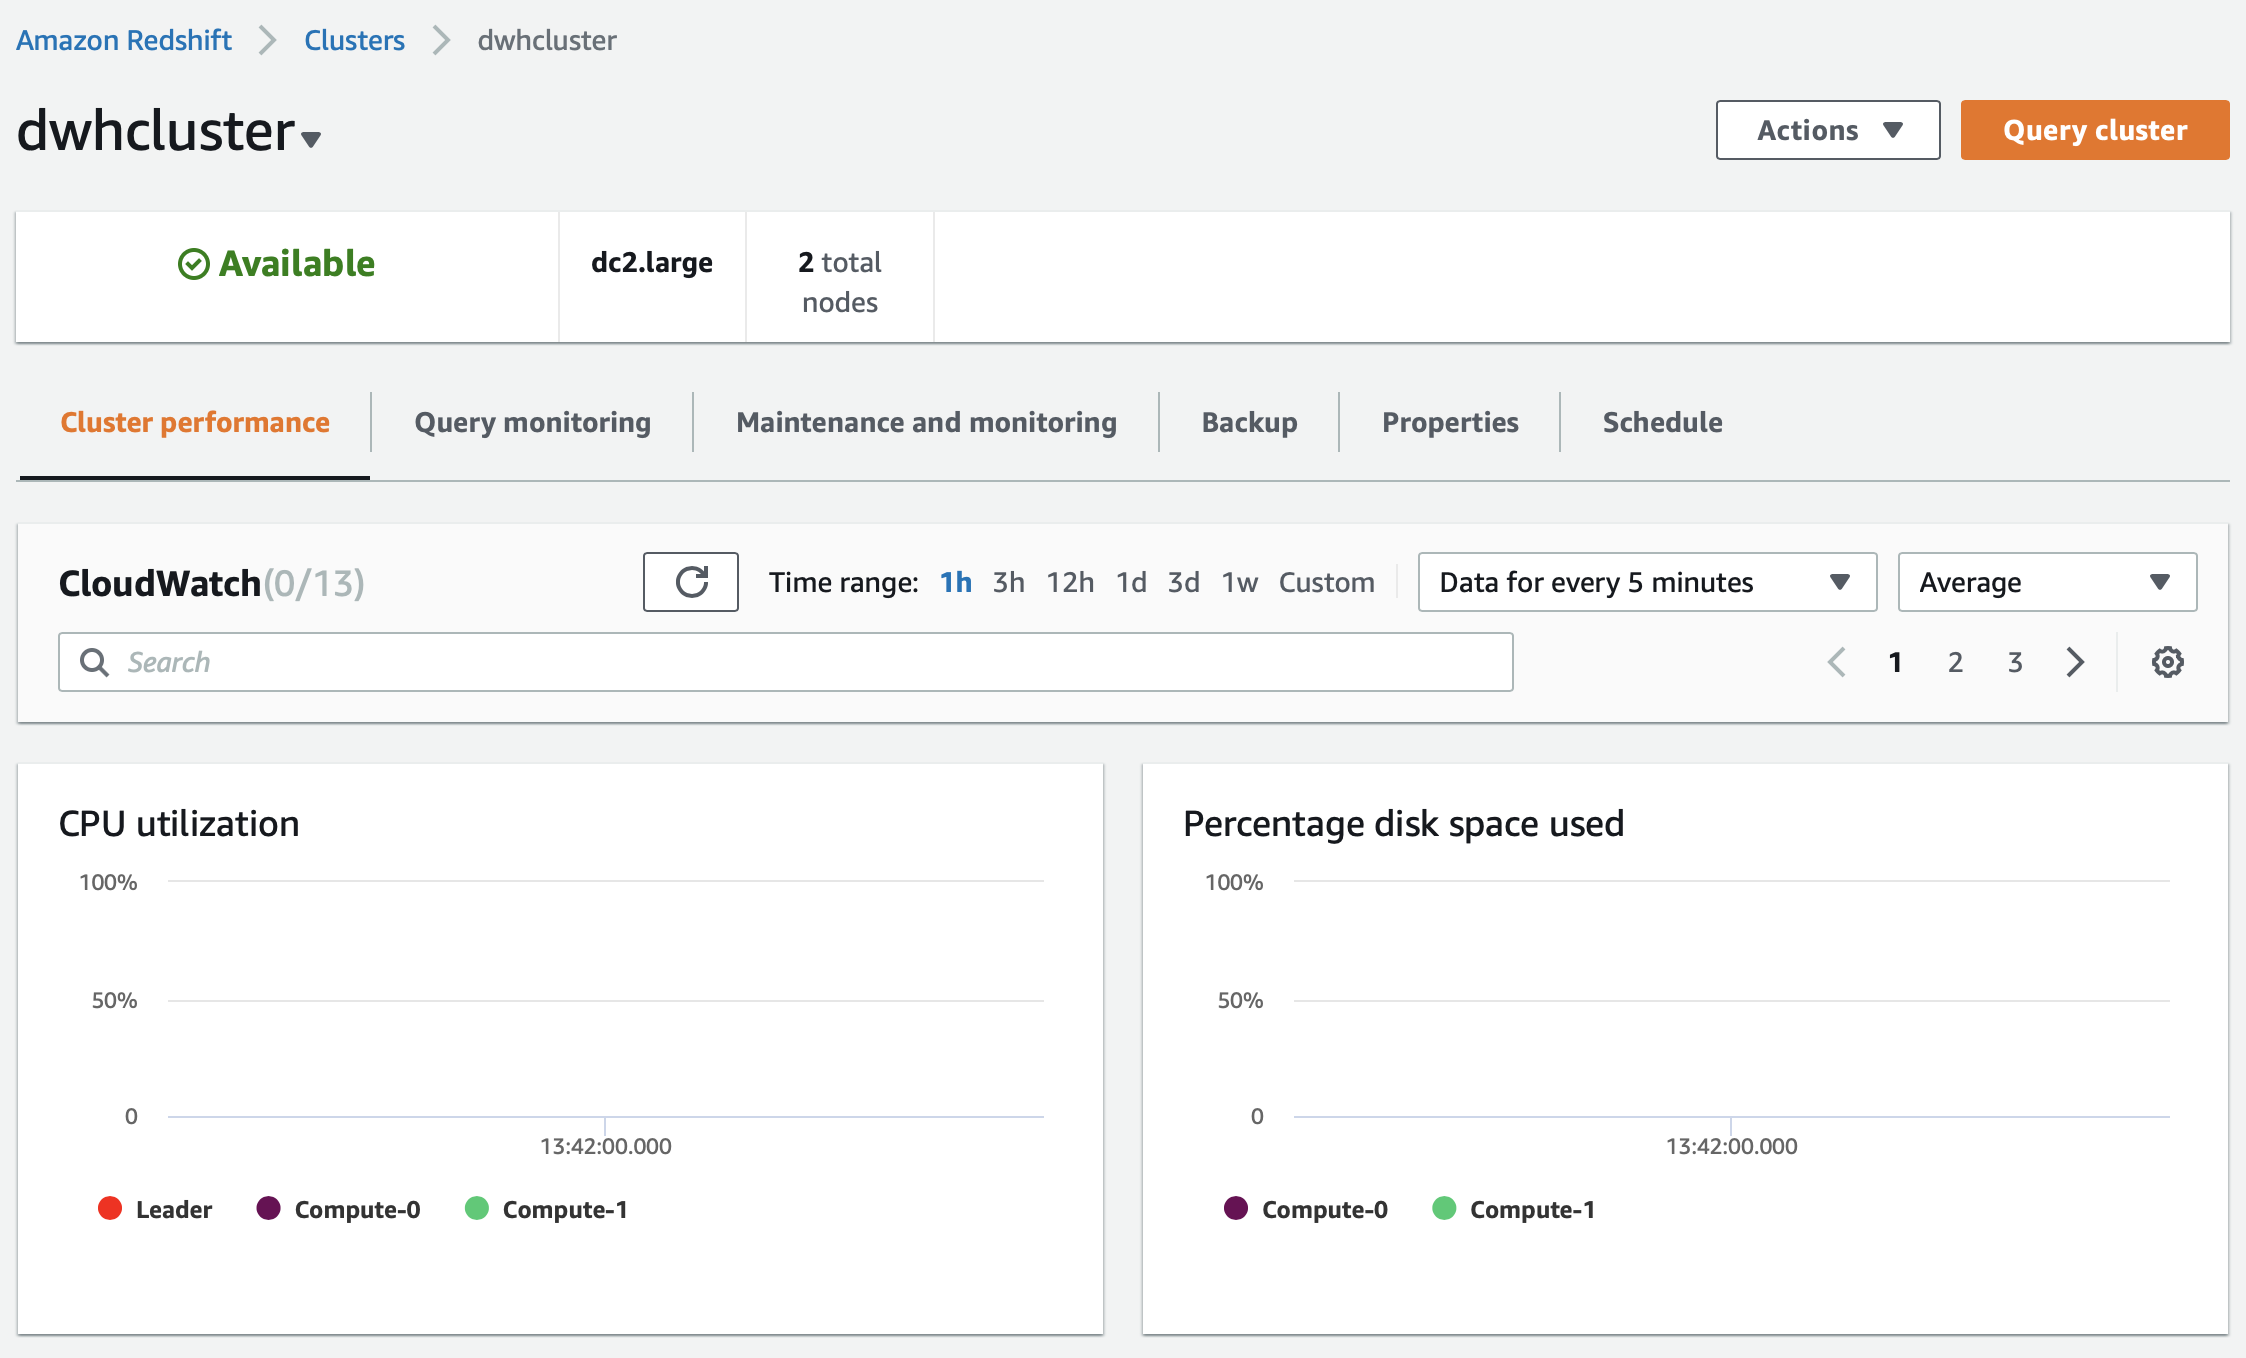 Amazon Redshift Clusters dwhcluster
dwhcluster
Actions Query cluster
Available
dc2.large
2 total
nodes
Cluster performance Query monitoring Maintenance and monitoring Backup Properties Schedule
CloudWatch(0/13) Time range: 1h 3h 12h 1d 3d 1w Custom Data for every 5 minutes Average
Search 1 2 3
CPU utilization
100%
50%
0
13:42:00.000
Leader Compute-0 Compute-1
Percentage disk space used
100%
50%
0
13:42:00.000
Compute-0 Compute-1